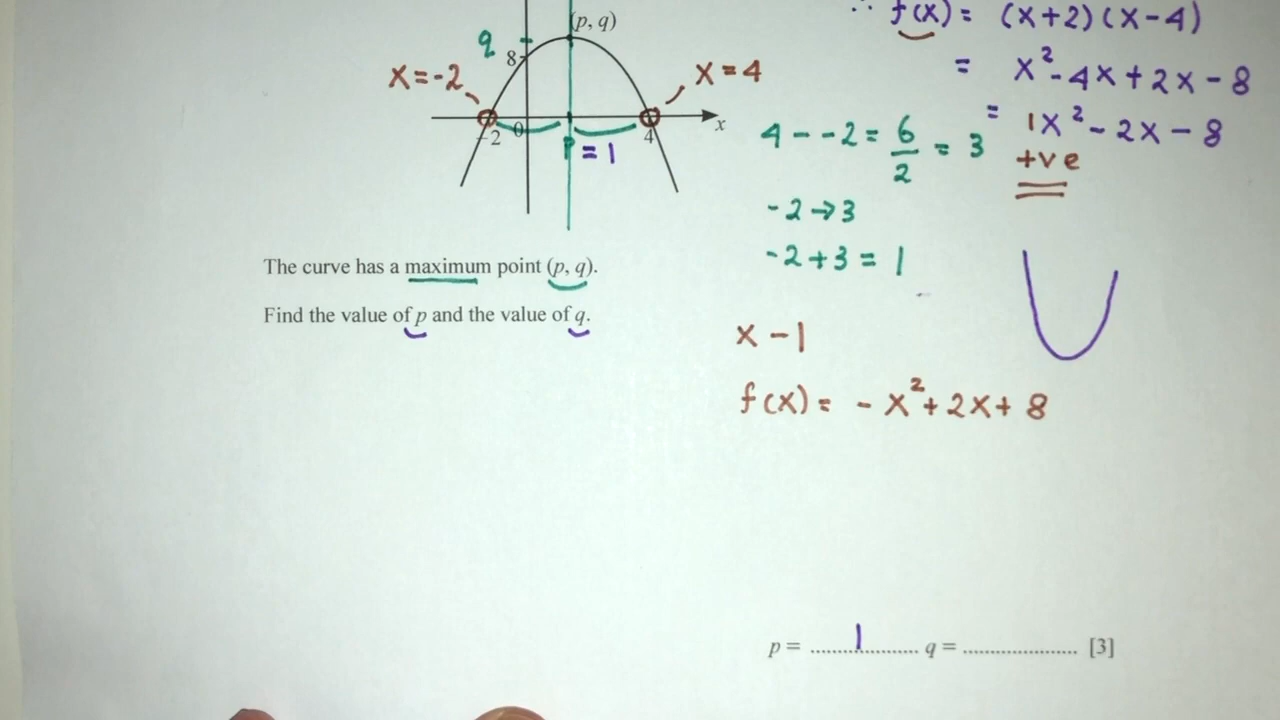 (p, q)
q
8
x = -2
x = 4
-2
0
4
x
P = 1
∴ f(x) = (x+2)(x-4)
= x² - 4x + 2x - 8
= 1x² - 2x - 8
+ve
4 - -2 = 6/2 = 3
-2 → 3
-2 + 3 = 1
The curve has a maximum point (p, q).
Find the value of p and the value of q.
x -1
f(x) = - x² + 2x + 8
p = ........1........ q = .................... [3]